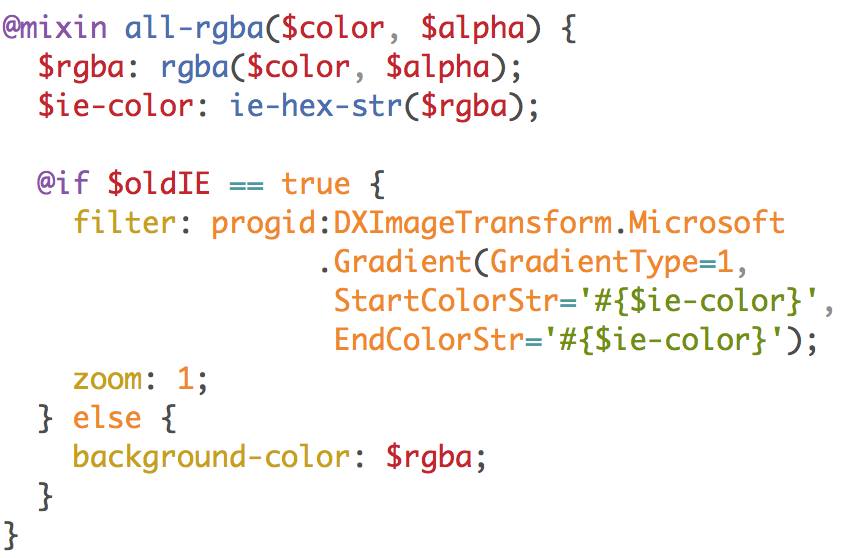 @mixin all-rgba($color, $alpha) {
  $rgba: rgba($color, $alpha);
  $ie-color: ie-hex-str($rgba);

  @if $oldIE == true {
    filter: progid:DXImageTransform.Microsoft
                  .Gradient(GradientType=1,
                   StartColorStr='#{$ie-color}',
                   EndColorStr='#{$ie-color}');
    zoom: 1;
  } else {
    background-color: $rgba;
  }
}